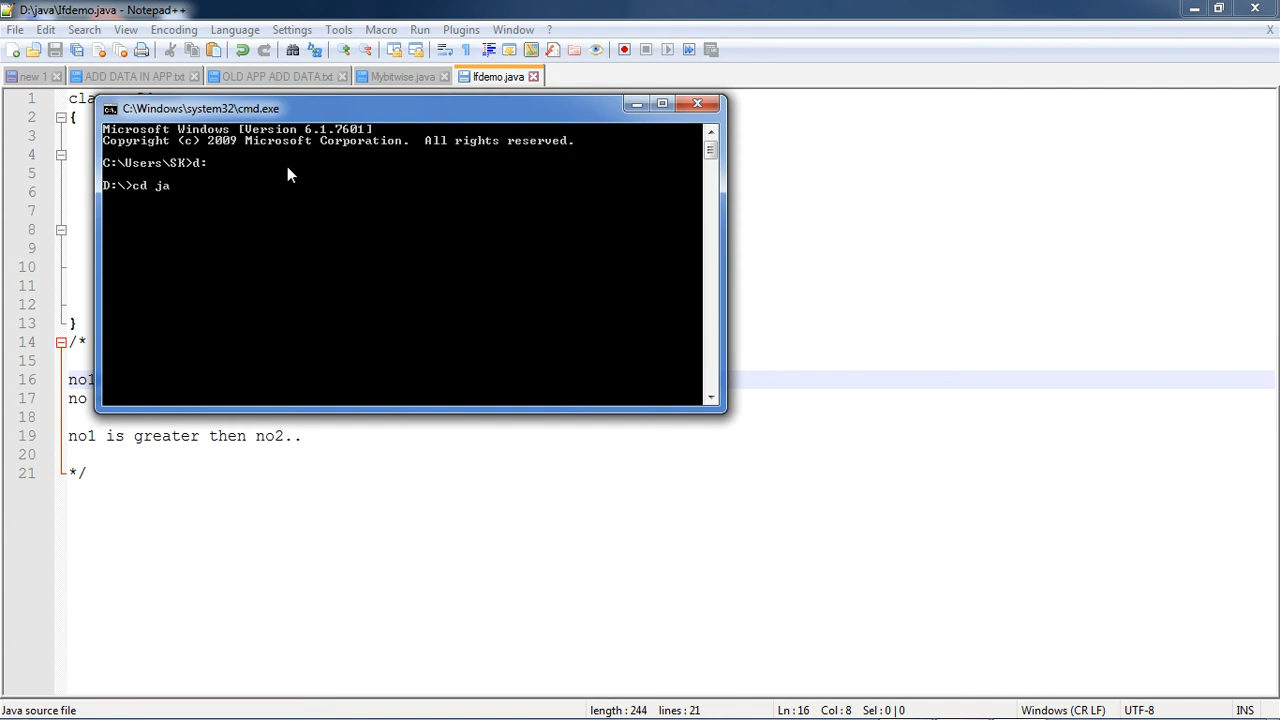 D:\java\Ifdemo.java - Notepad++
File Edit Search View Encoding Language Settings Tools Macro Run Plugins Window ? X
new 1 ADD DATA IN APP.txt OLD APP ADD DATA.txt Mybitwise.java Ifdemo.java
C:\Windows\system32\cmd.exe
Microsoft Windows [Version 6.1.7601]
Copyright (c) 2009 Microsoft Corporation.  All rights reserved.
C:\Users\SK>d:
D:\>cd ja
1
2 {
3
4
5
6
7
8
9
10
11
12
13 }
14 /*
15
16 no1
17 no
18
19 no1 is greater then no2..
20
21 */
Java source file length : 244 lines : 21 Ln : 16 Col : 8 Sel : 0 | 0 Windows (CR LF) UTF-8 INS